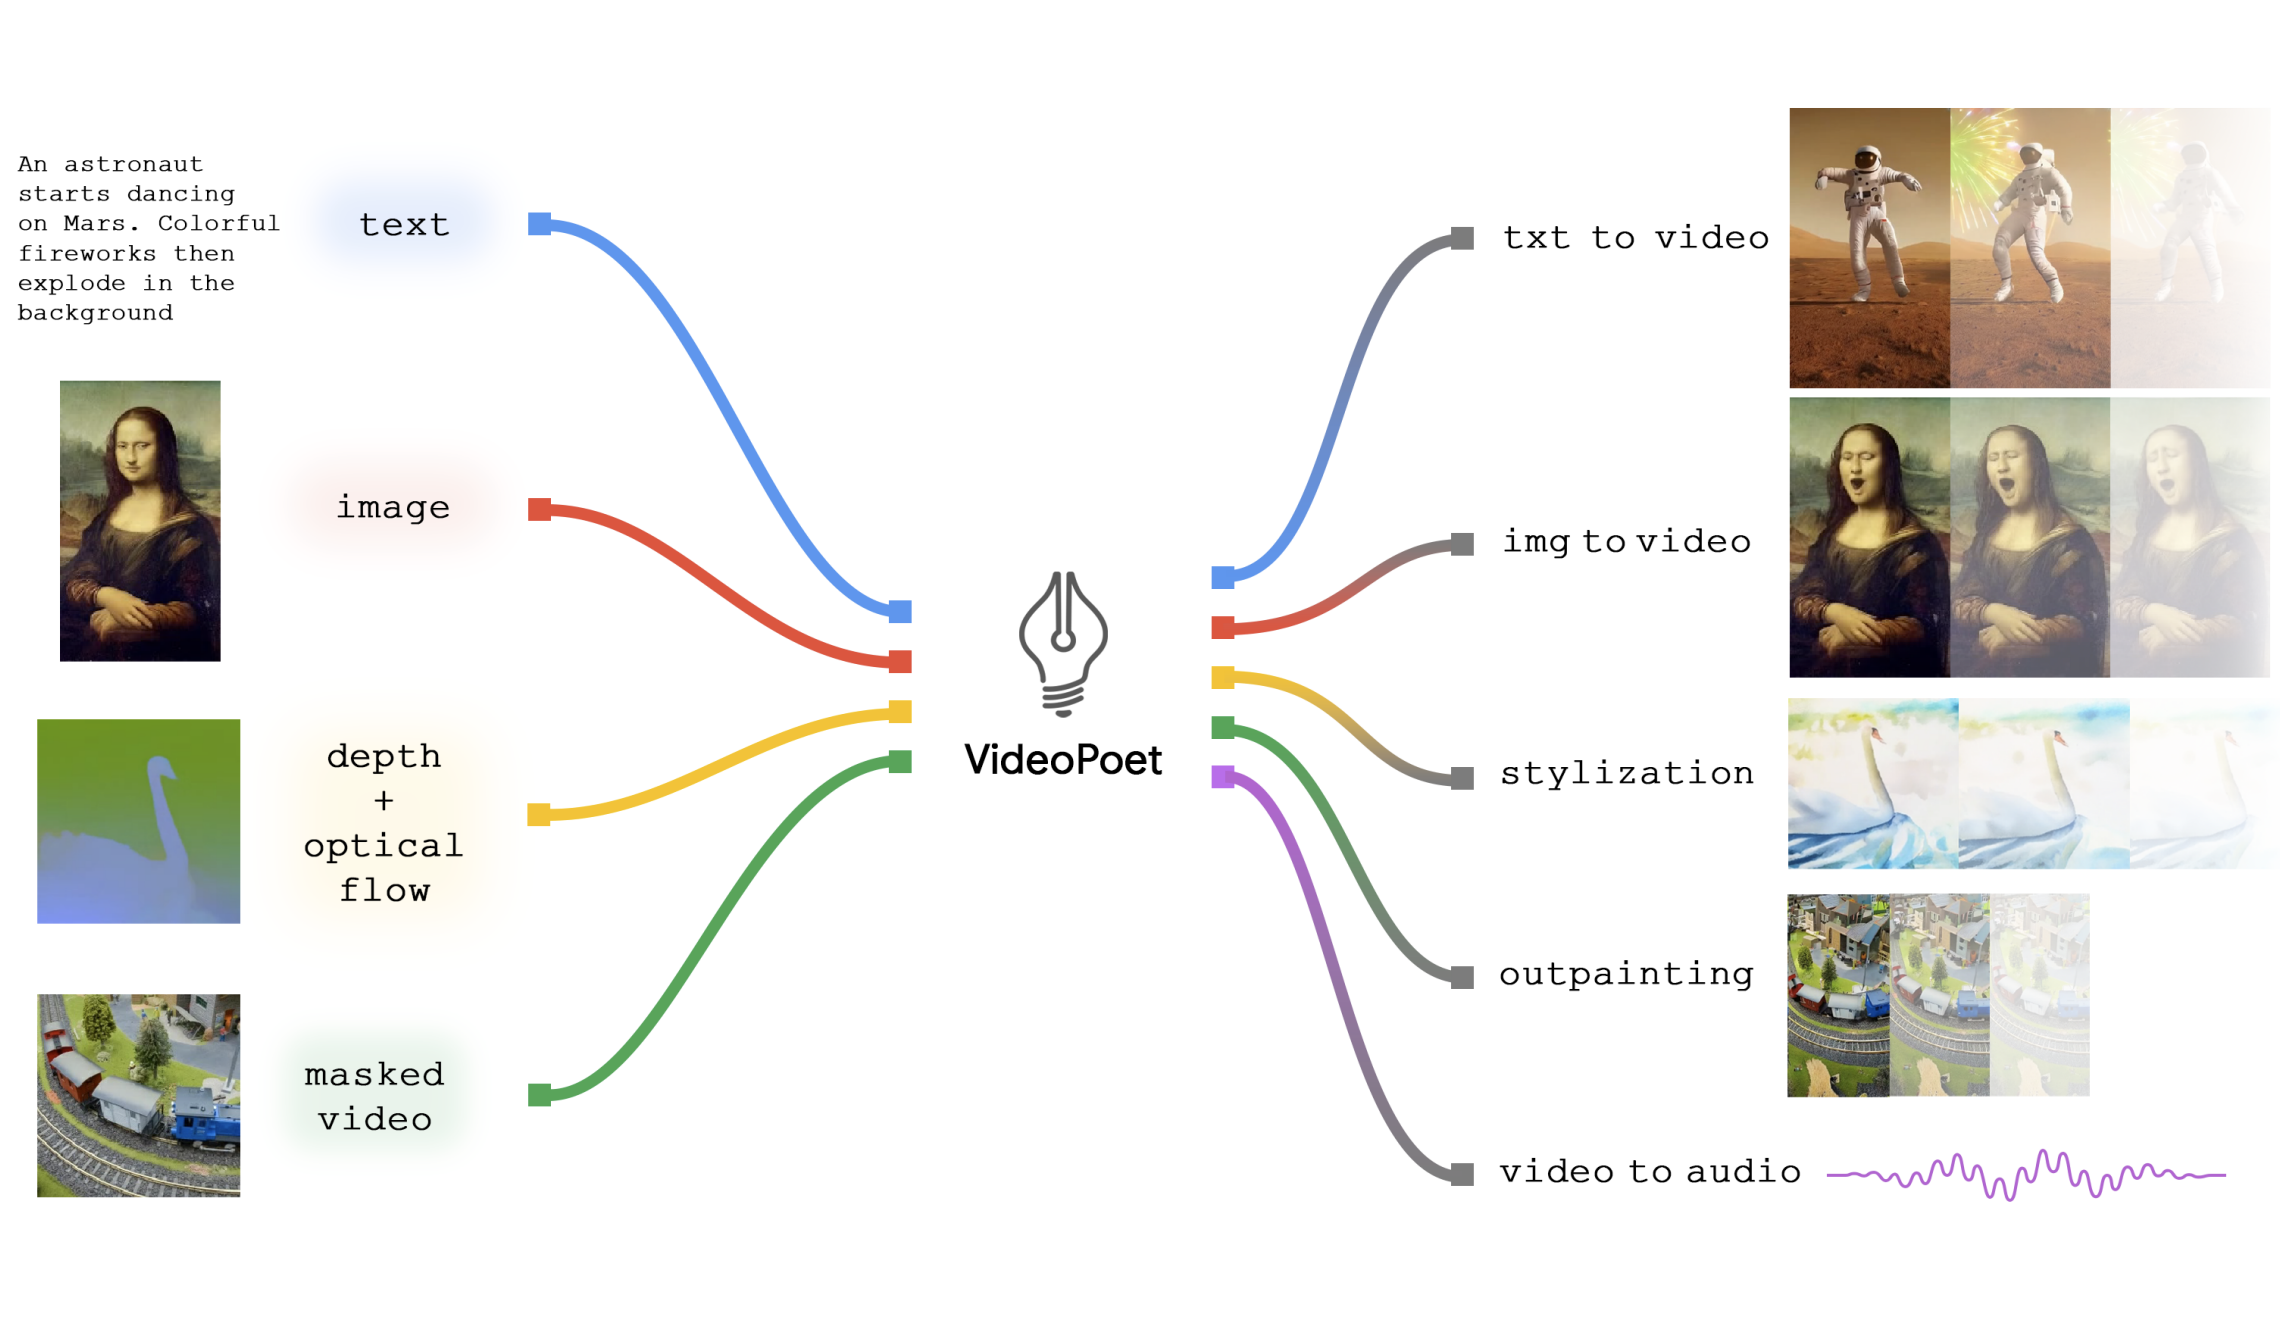 An astronaut
starts dancing
on Mars. Colorful
fireworks then
explode in the
background
text
image
depth
+
optical
flow
masked
video
VideoPoet
txt to video
img to video
stylization
outpainting
video to audio